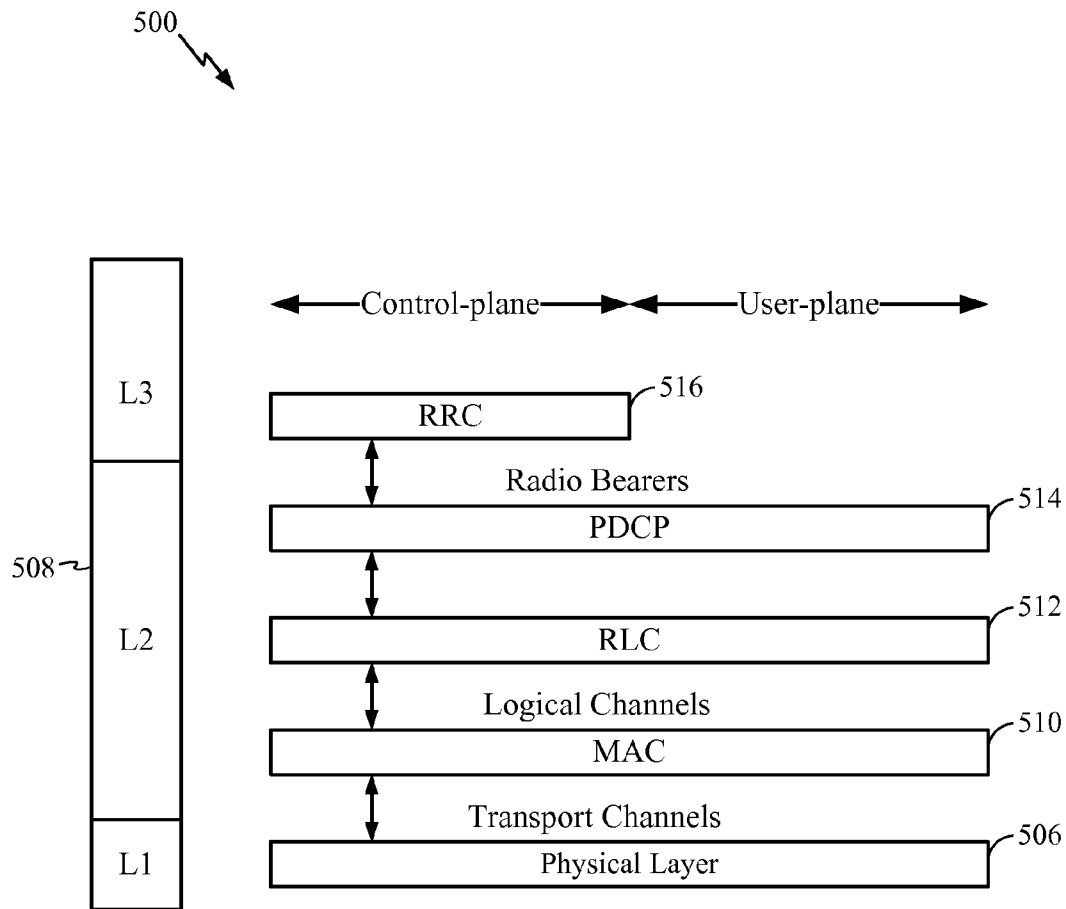 500
Control-plane User-plane
L3
RRC
516
Radio Bearers
PDCP
514
508
L2
RLC
512
Logical Channels
MAC
510
Transport Channels
L1
Physical Layer
506